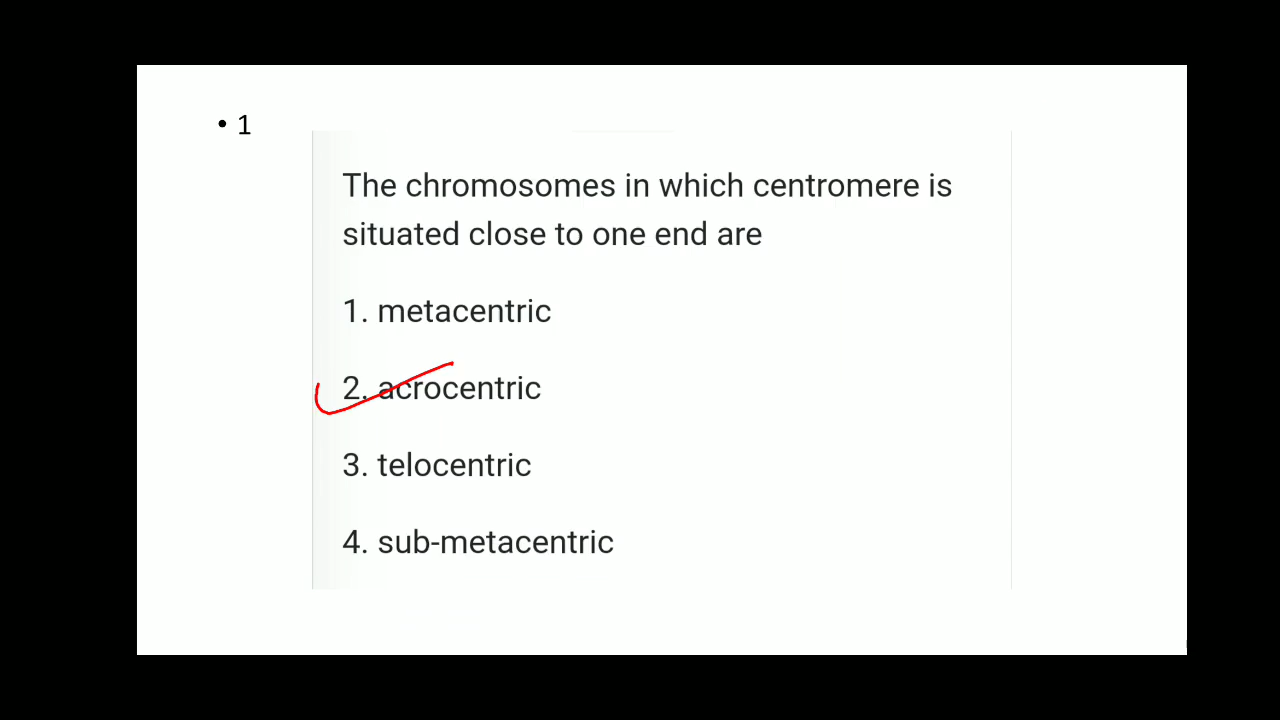 • 1
The chromosomes in which centromere is
situated close to one end are
1. metacentric
2. acrocentric
3. telocentric
4. sub-metacentric